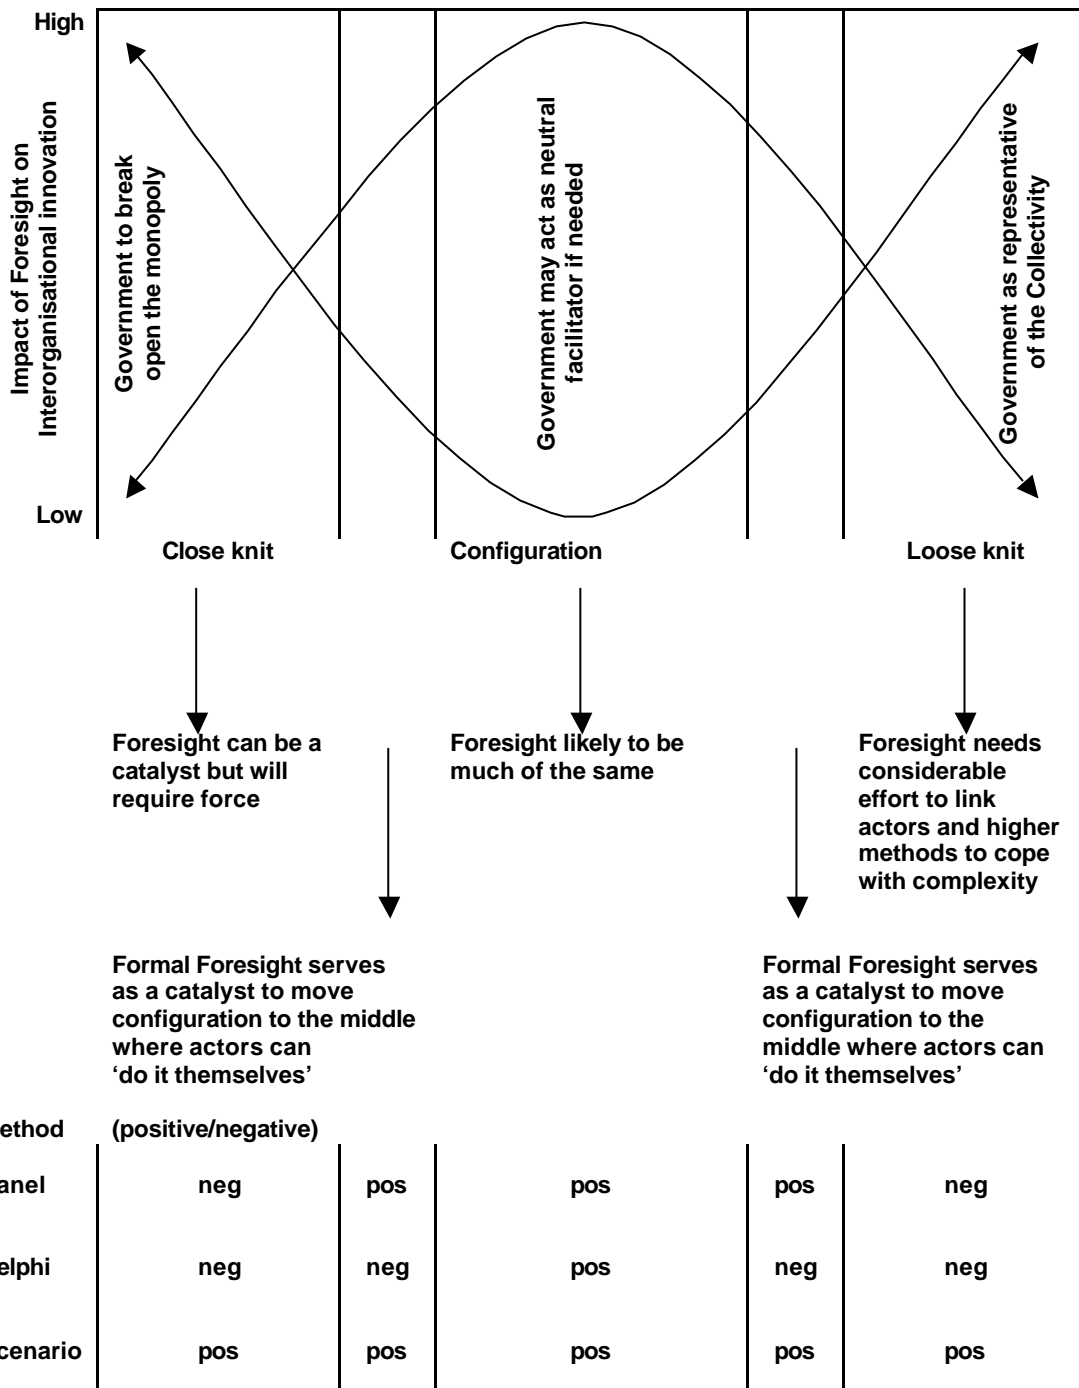 High
Impact of Foresight on
Interorganisational innovation
Government to break
open the monopoly
Government may act as neutral
facilitator if needed
Government as representative
of the Collectivity
Low
Close knit
Configuration
Loose knit
Foresight can be a
catalyst but will
require force
Foresight likely to be
much of the same
Foresight needs
considerable
effort to link
actors and higher
methods to cope
with complexity
Formal Foresight serves
as a catalyst to move
configuration to the middle
where actors can
‘do it themselves’
Formal Foresight serves
as a catalyst to move
configuration to the
middle where actors can
‘do it themselves’
ethod (positive/negative)
anel neg pos pos pos neg
elphi neg neg pos neg neg
cenario pos pos pos pos pos